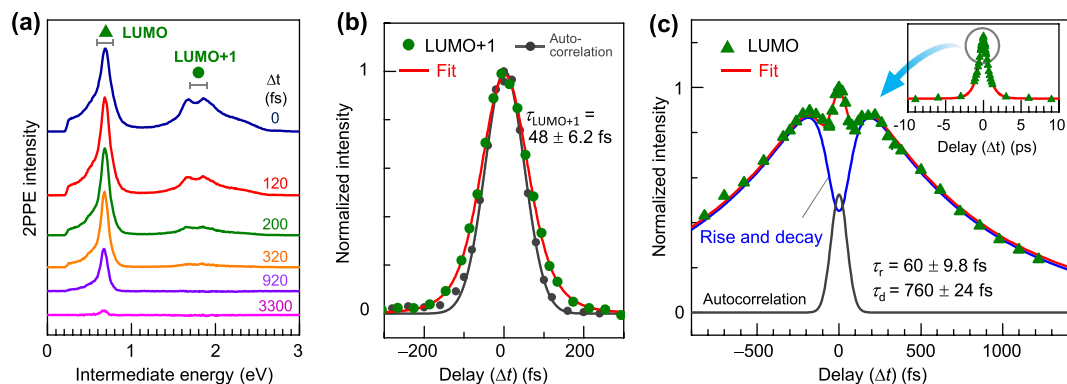 (a)
LUMO
LUMO+1
Δt
(fs)
0
120
200
320
920
3300
2PPE intensity
0
1
2
3
Intermediate energy (eV)
(b)
LUMO+1
Auto-
correlation
Fit
τLUMO+1 =
48 ± 6.2 fs
Normalized intensity
1
0
−200
0
200
Delay (Δt) (fs)
(c)
LUMO
Fit
1
0
Normalized intensity
Rise and decay
Autocorrelation
τr = 60 ± 9.8 fs
τd = 760 ± 24 fs
−500
0
500
1000
Delay (Δt) (fs)
-10
-5
0
5
10
Delay (Δt) (ps)